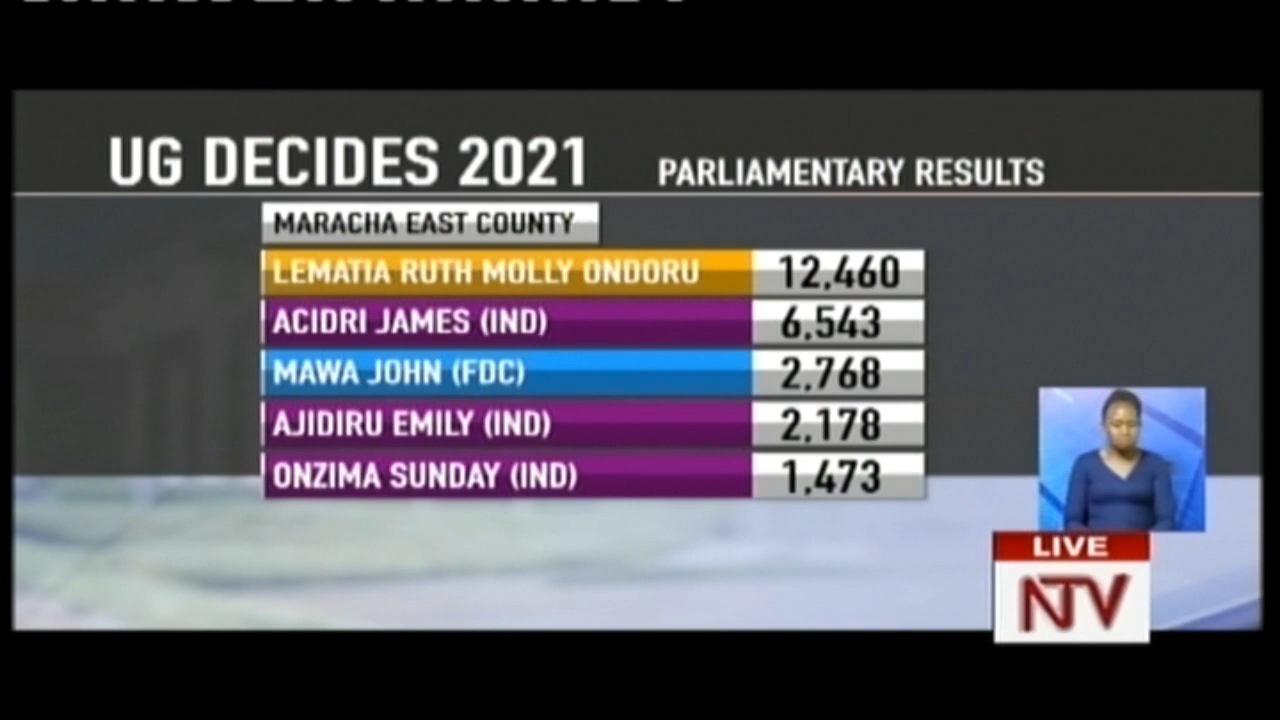 UG DECIDES 2021
PARLIAMENTARY RESULTS
MARACHA EAST COUNTY
LEMATIA RUTH MOLLY ONDORU 12,460
ACIDRI JAMES (IND) 6,543
MAWA JOHN (FDC) 2,768
AJIDIRU EMILY (IND) 2,178
ONZIMA SUNDAY (IND) 1,473
LIVE
NTV